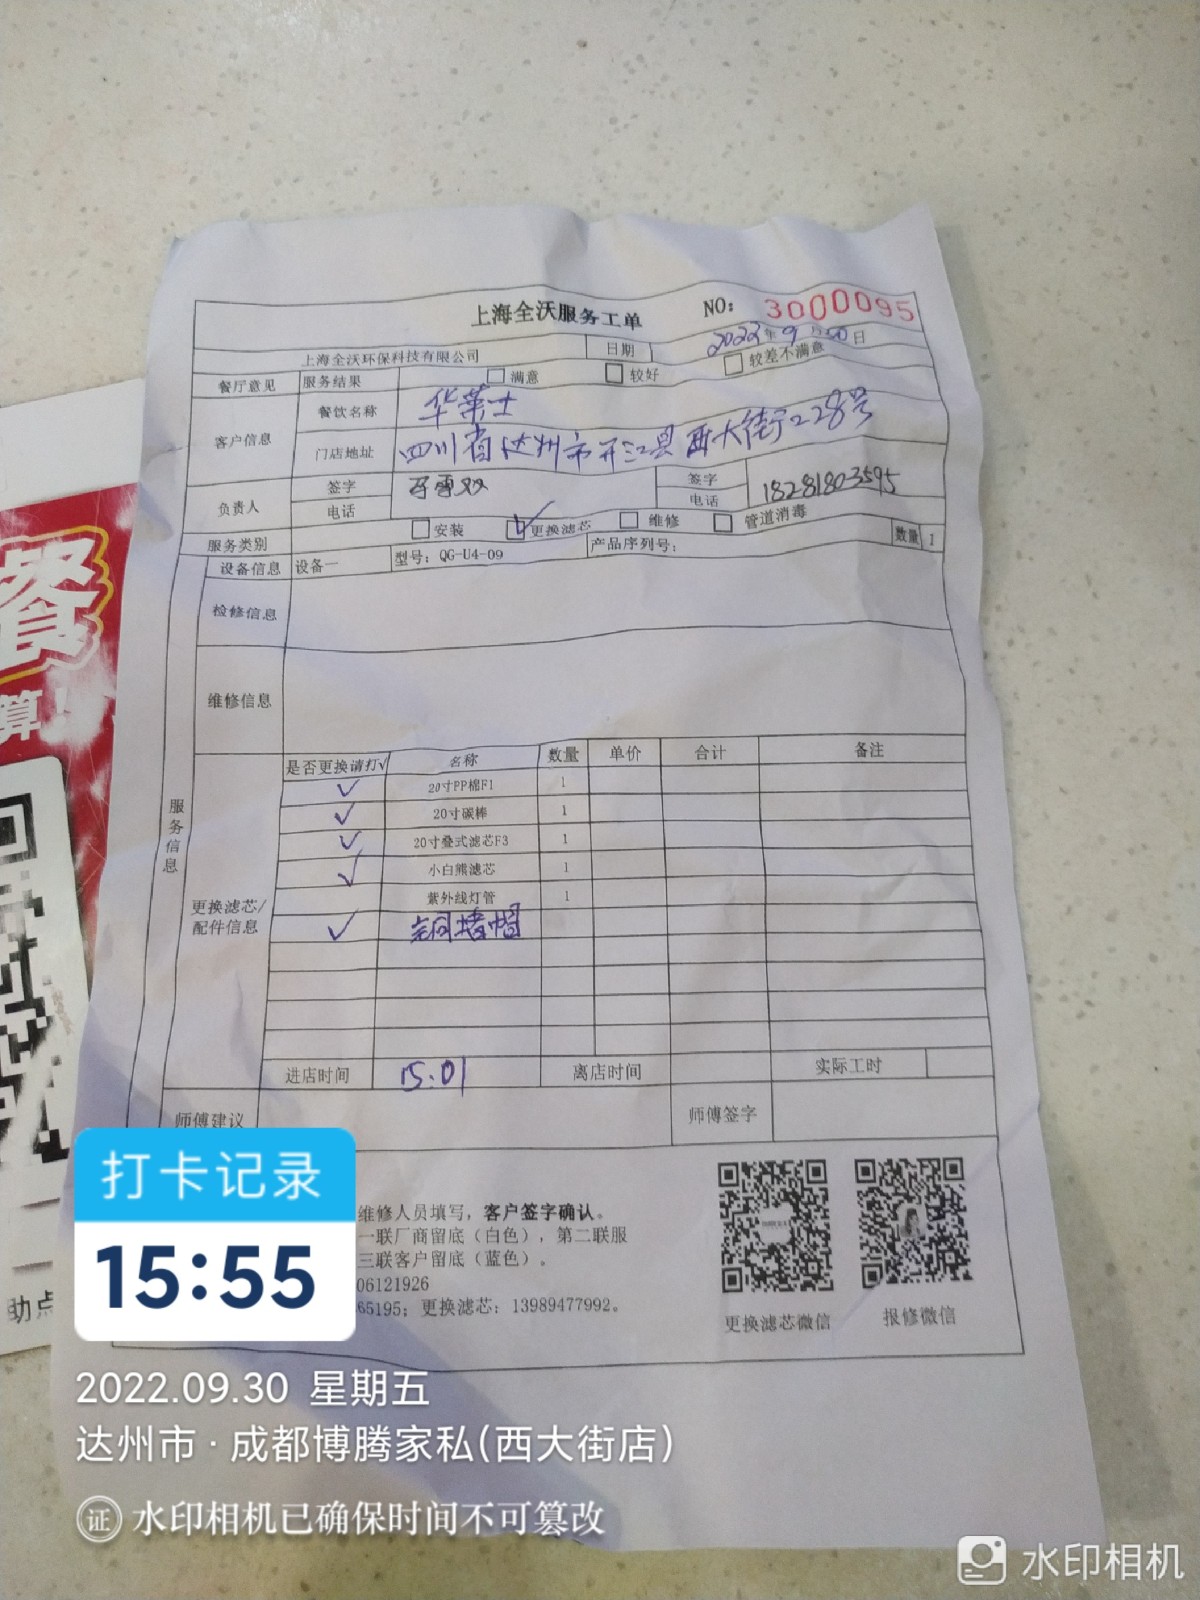 上海全沃服务工单 NO: 3000095
上海全沃环保科技有限公司 日期 2022年9月30日
餐厅意见 服务结果 满意 较好 较差不满意
客户信息 餐饮名称 华莱士
门店地址 四川省达州市开江县西大街228号
负责人 签字 签字
电话 电话 18281803595
服务类别 安装 更换滤芯 维修 管道消毒
设备信息 设备一 型号: QG-U4-09 产品序列号: 数量 1
检修信息
维修信息
服务信息
更换滤芯/
配件信息
是否更换请打√ 名称 数量 单价 合计 备注
√ 20寸PP棉F1 1
√ 20寸碳棒 1
√ 20寸叠式滤芯F3 1
√ 小白熊滤芯 1
紫外线灯管 1
√ 铜堵帽
进店时间 15:01 离店时间 实际工时
师傅建议 师傅签字
维修人员填写，客户签字确认。
一联厂商留底（白色），第二联服
三联客户留底（蓝色）。
06121926
65195; 更换滤芯: 13989477992。
更换滤芯微信 报修微信
餐
算!
助点
打卡记录
15:55
2022.09.30 星期五
达州市·成都博腾家私(西大街店)
证 水印相机已确保时间不可篡改
水印相机